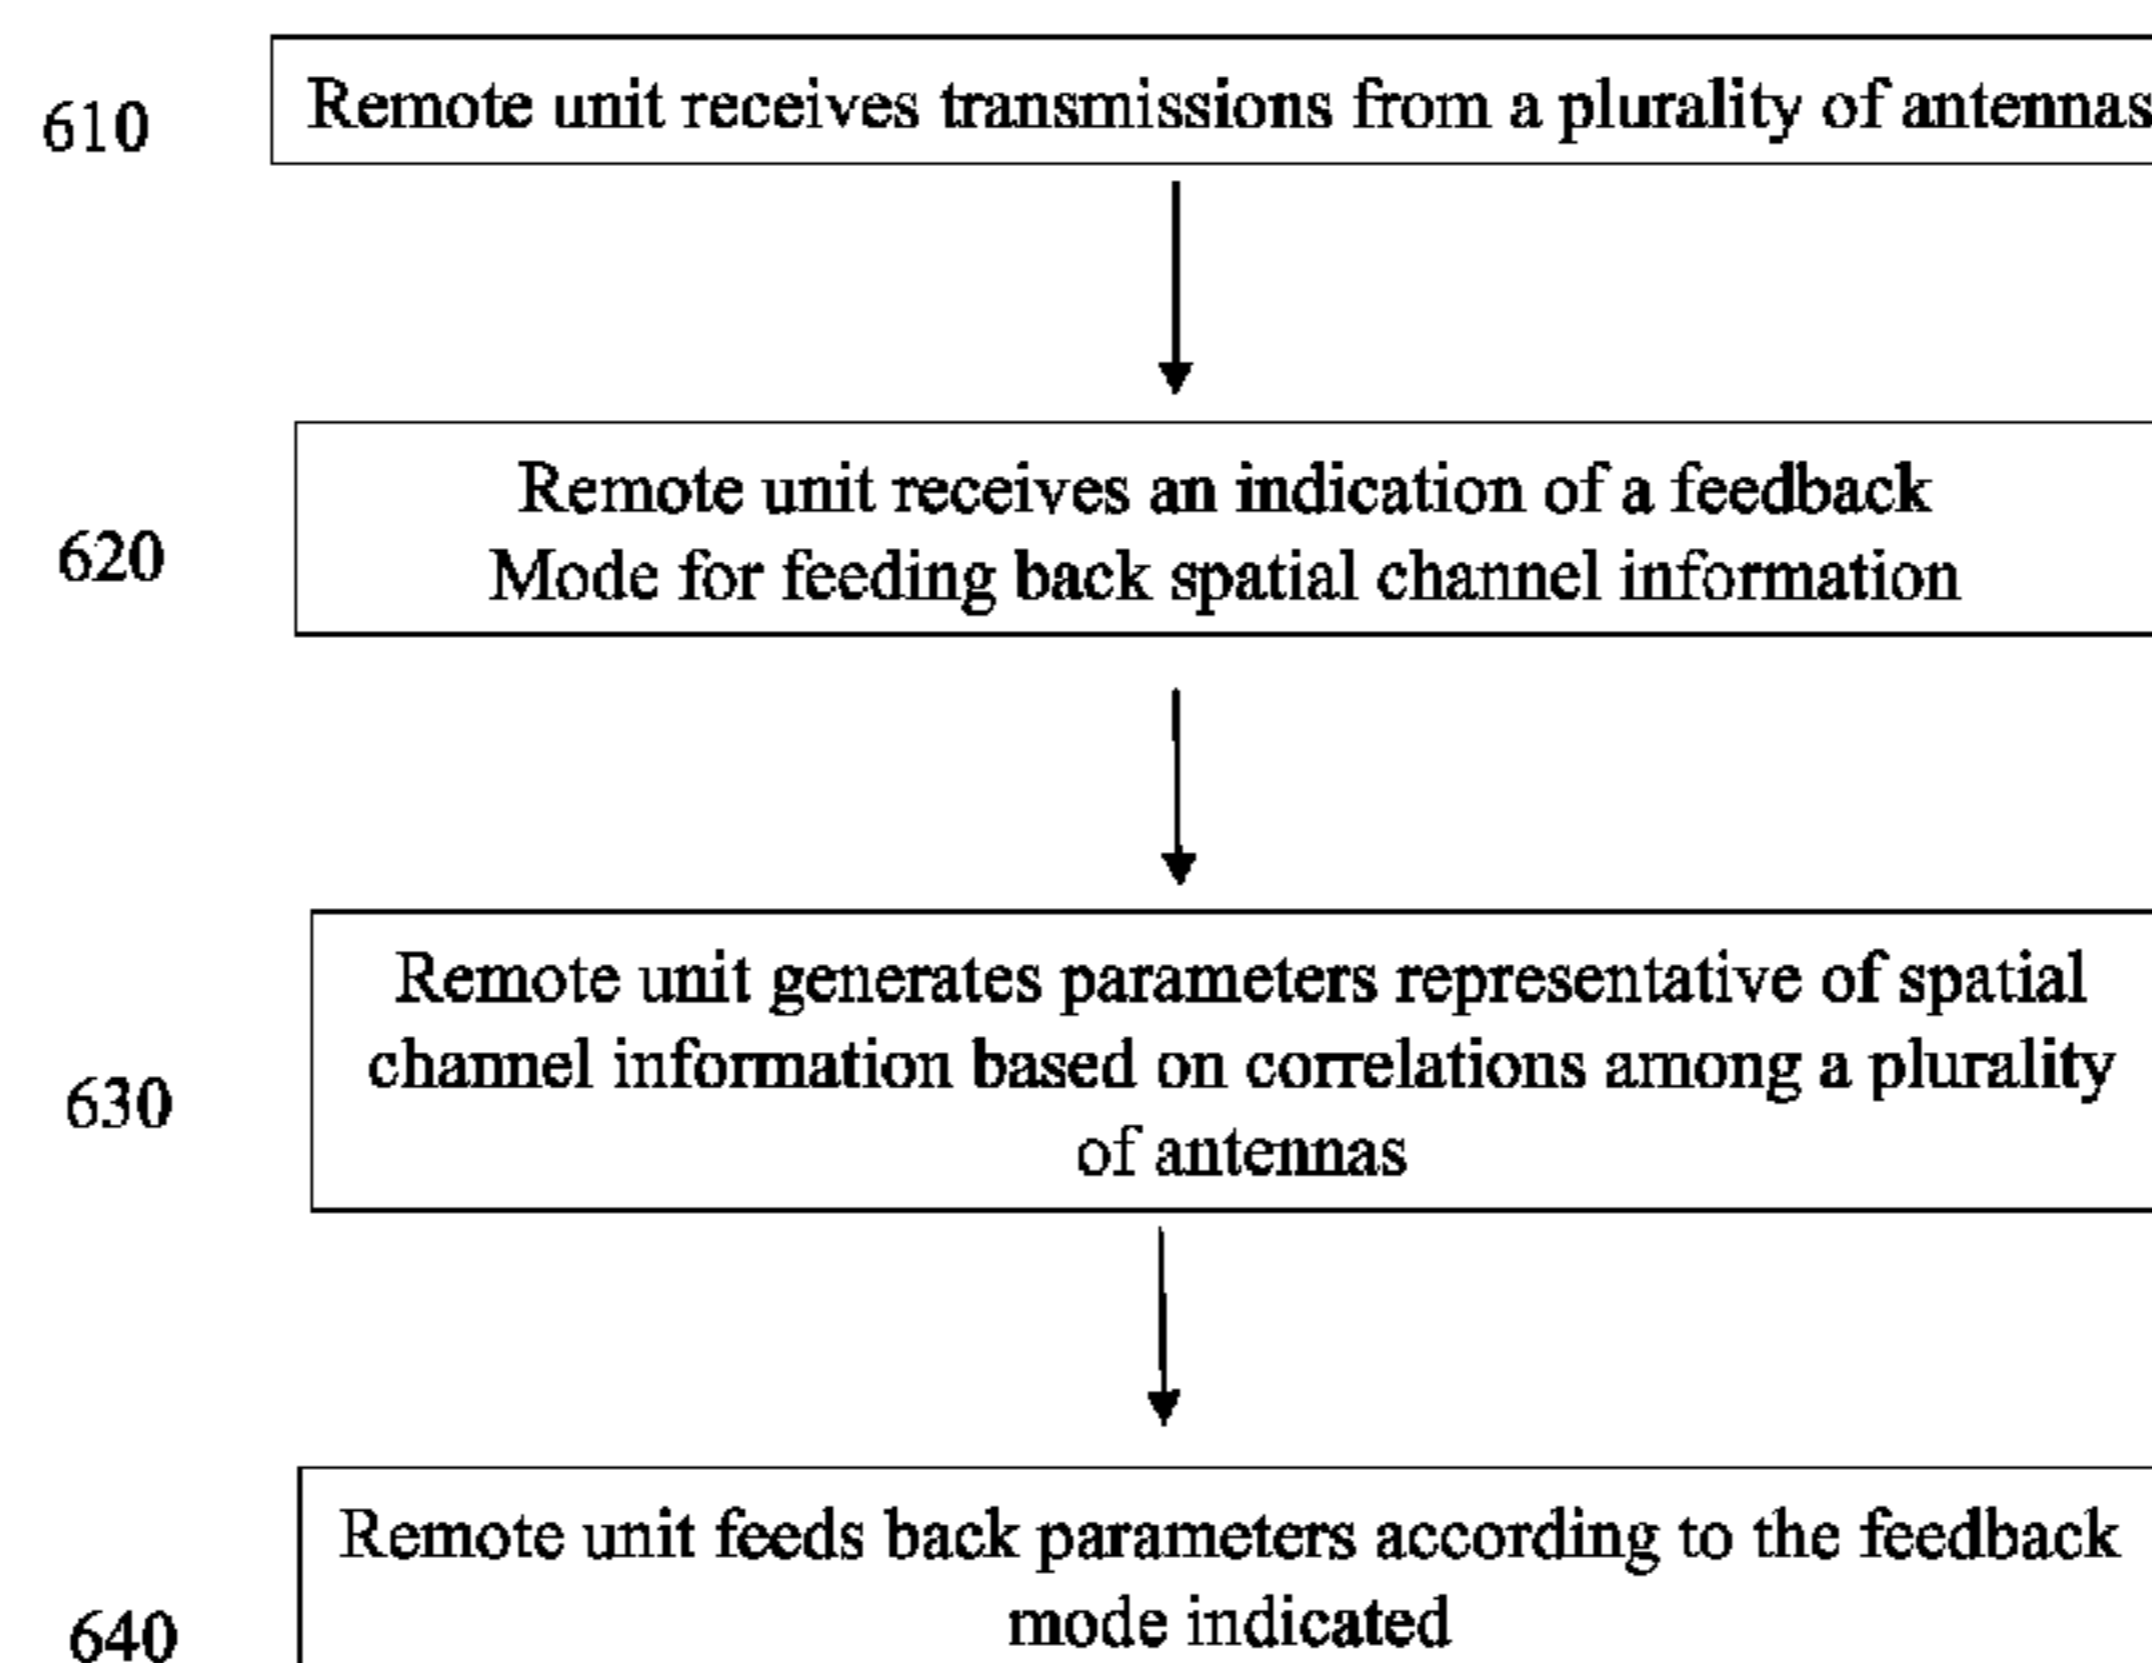 610
Remote unit receives transmissions from a plurality of antennas
620
Remote unit receives an indication of a feedback
Mode for feeding back spatial channel information
630
Remote unit generates parameters representative of spatial
channel information based on correlations among a plurality
of antennas
640
Remote unit feeds back parameters according to the feedback
mode indicated